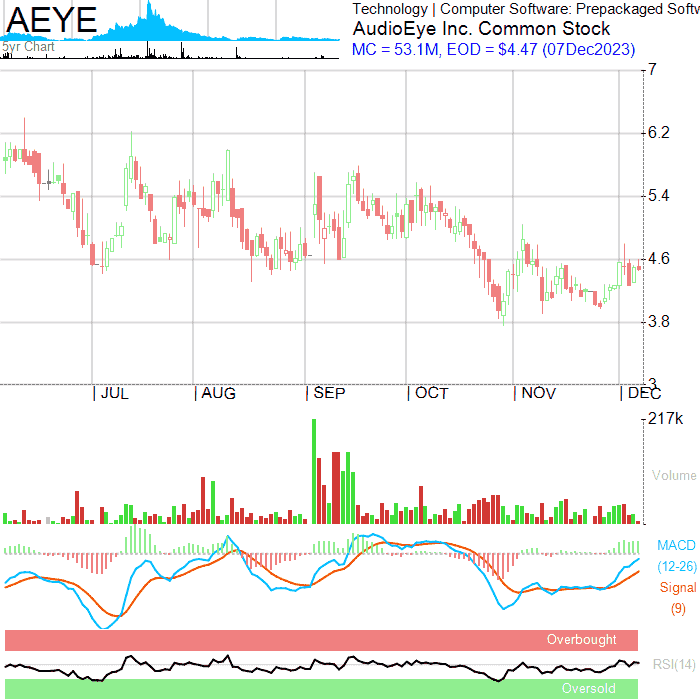 AEYE
5yr Chart
Technology | Computer Software: Prepackaged Softw
AudioEye Inc. Common Stock
MC = 53.1M, EOD = $4.47 (07Dec2023)
7
6.2
5.4
4.6
3.8
3
| JUL | AUG | SEP | OCT | NOV | DEC
217k
Volume
MACD
(12-26)
Signal
(9)
Overbought
RSI(14)
Oversold